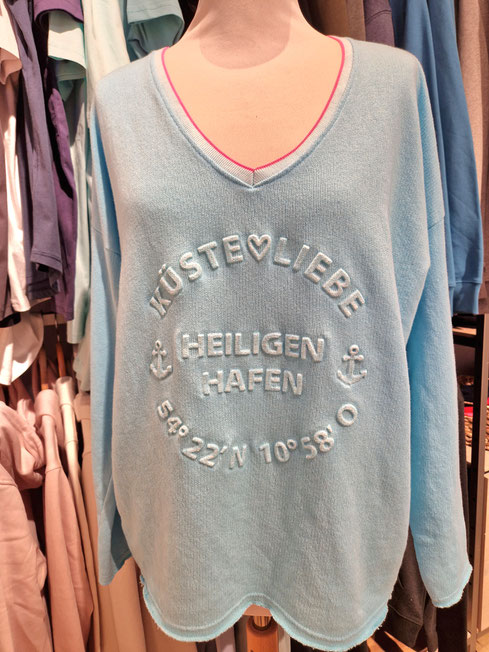 KÜSTE♡LIEBE
HEILIGEN
HAFEN
54° 22' N 10° 58' O